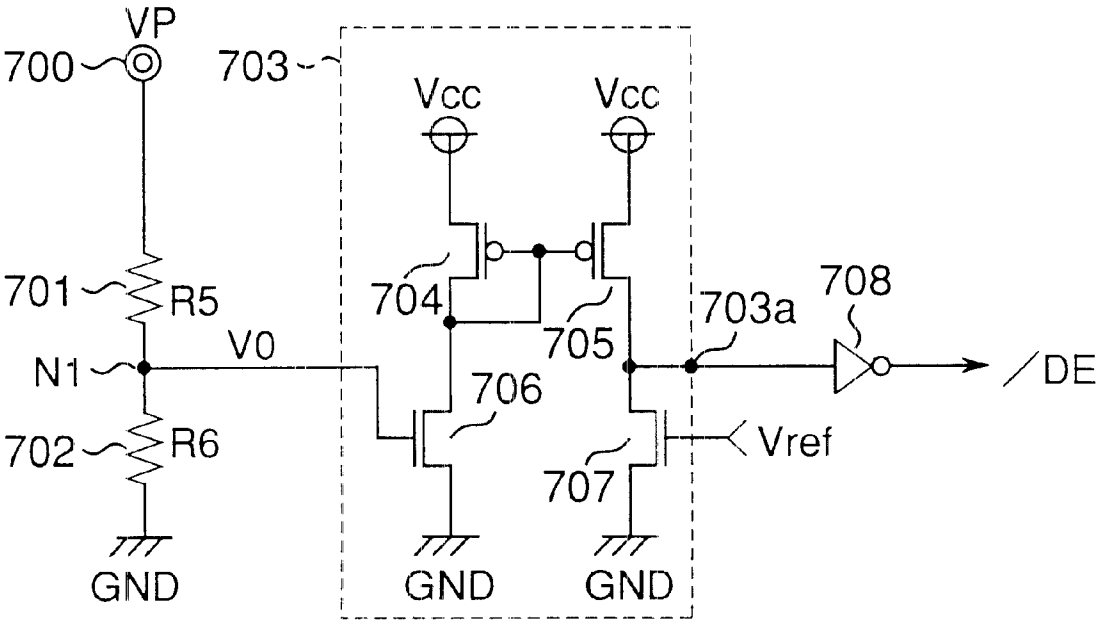 VP
700
703
Vcc
Vcc
701
R5
704
705
703a
708
N1
V0
/DE
706
702
R6
707
Vref
GND
GND
GND